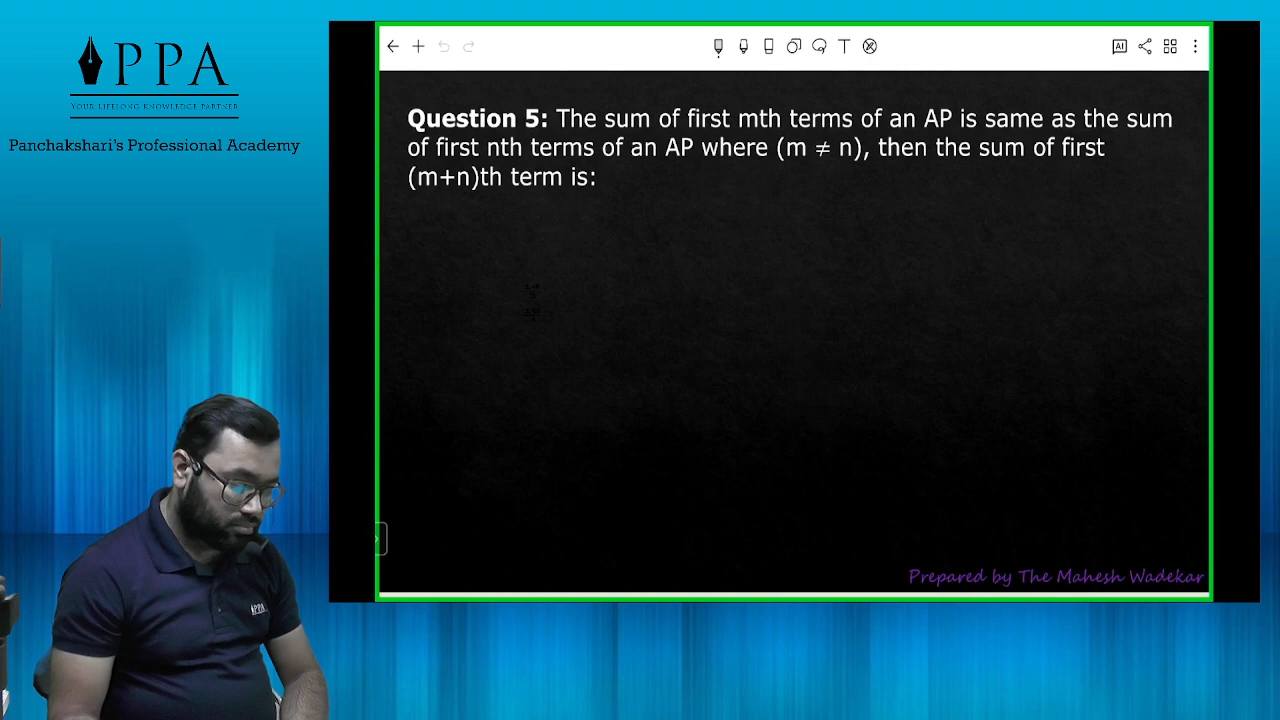 PPA
YOUR LIFELONG KNOWLEDGE PARTNER
Panchakshari's Professional Academy
AI
T
Question 5: The sum of first mth terms of an AP is same as the sum
of first nth terms of an AP where (m ≠ n), then the sum of first
(m+n)th term is:
PPA
Prepared by The Mahesh Wadekar